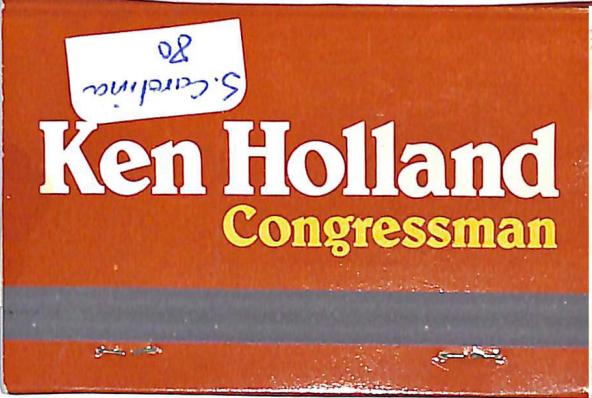 S. Carolina
80
Ken Holland
Congressman